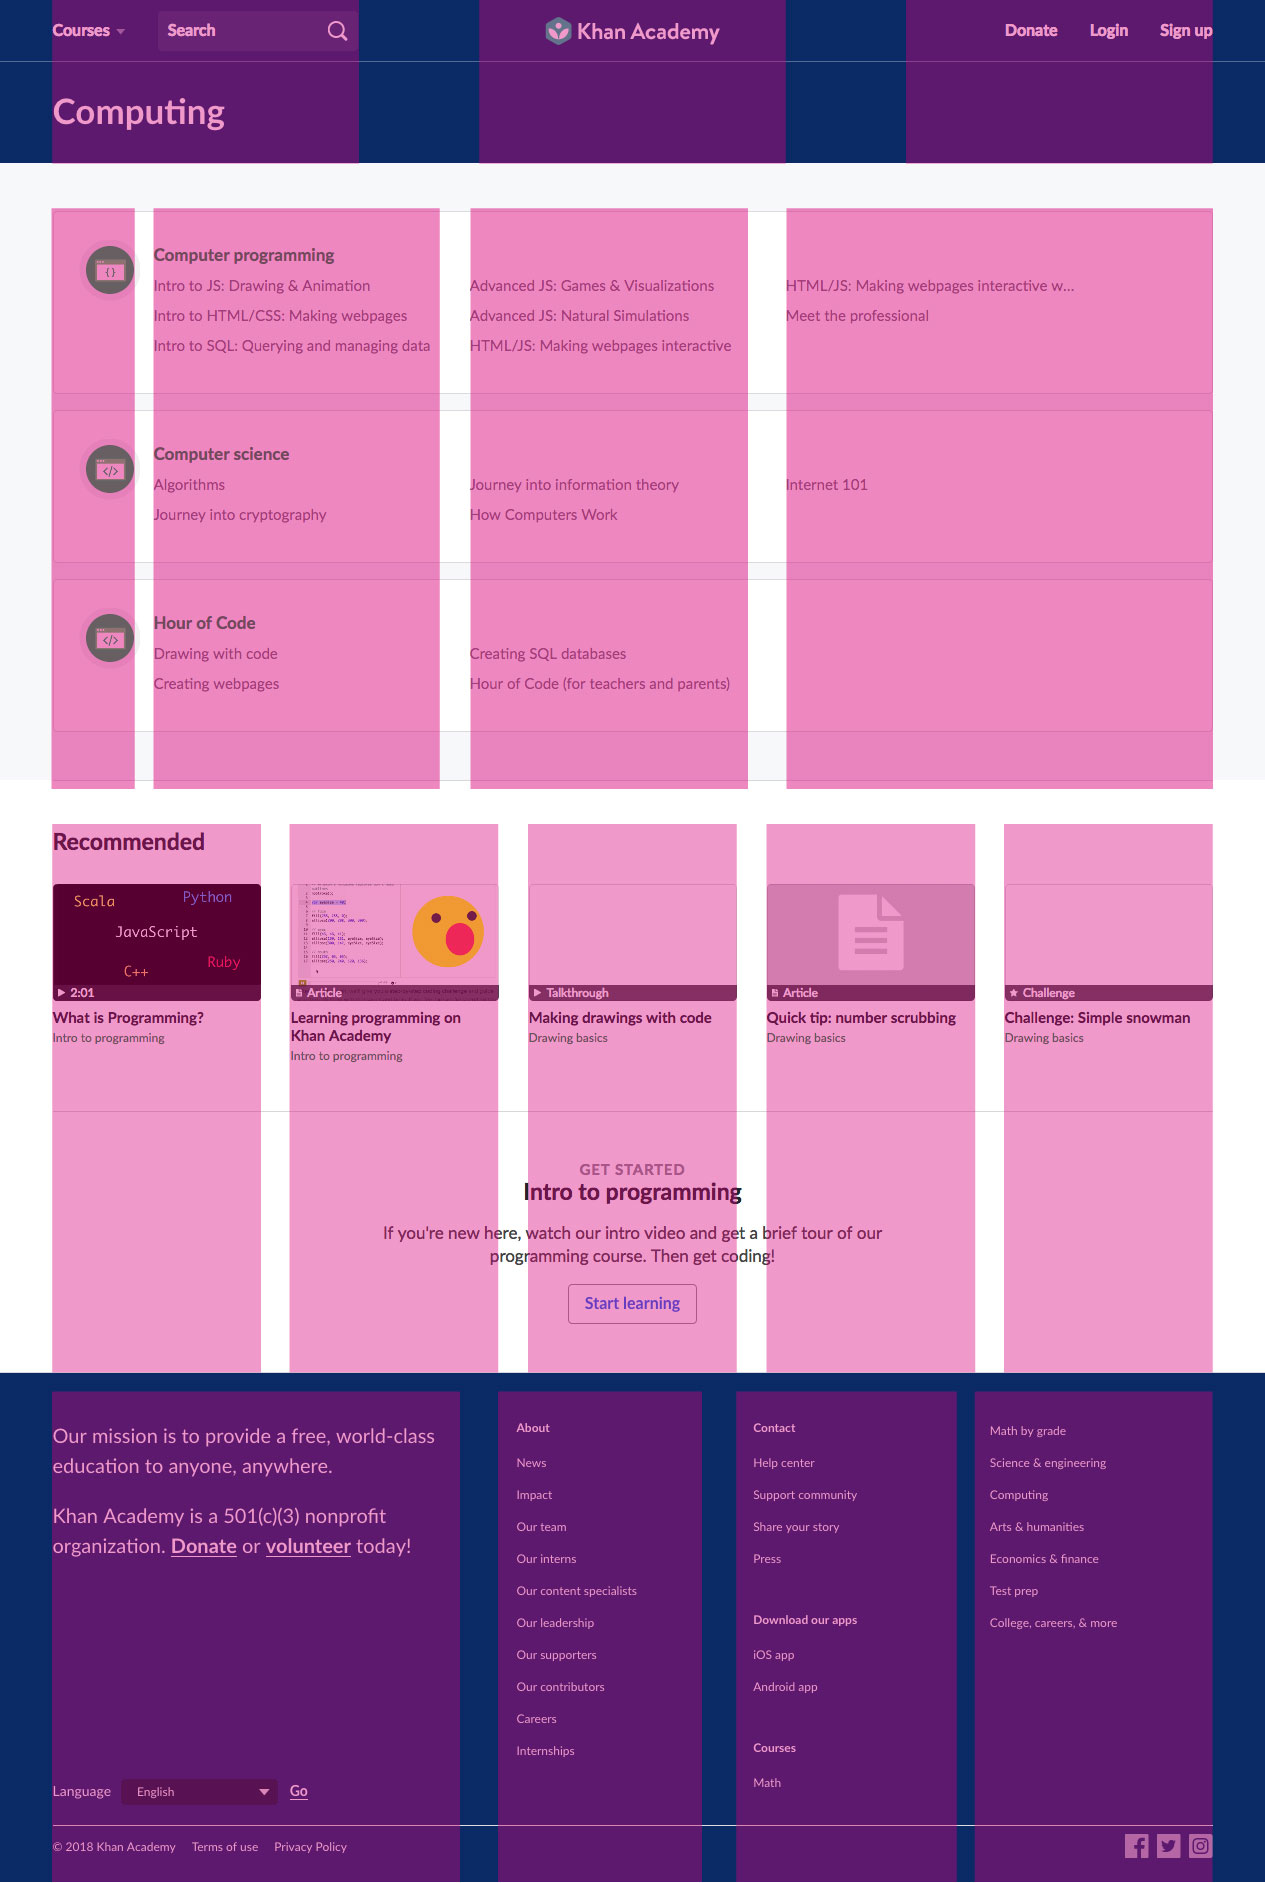 Courses
Search
Khan Academy
Donate
Login
Sign up
Computing
Computer programming
Intro to JS: Drawing & Animation
Intro to HTML/CSS: Making webpages
Intro to SQL: Querying and managing data
Advanced JS: Games & Visualizations
Advanced JS: Natural Simulations
HTML/JS: Making webpages interactive
HTML/JS: Making webpages interactive w...
Meet the professional
Computer science
Algorithms
Journey into cryptography
Journey into information theory
How Computers Work
Internet 101
Hour of Code
Drawing with code
Creating webpages
Creating SQL databases
Hour of Code (for teachers and parents)
Recommended
Scala
Python
JavaScript
C++
Ruby
2:01
What is Programming?
Intro to programming
Article
Learning programming on
Khan Academy
Intro to programming
Talkthrough
Making drawings with code
Drawing basics
Article
Quick tip: number scrubbing
Drawing basics
Challenge
Challenge: Simple snowman
Drawing basics
GET STARTED
Intro to programming
If you're new here, watch our intro video and get a brief tour of our
programming course. Then get coding!
Start learning
Our mission is to provide a free, world-class
education to anyone, anywhere.
Khan Academy is a 501(c)(3) nonprofit
organization. Donate or volunteer today!
About
News
Impact
Our team
Our interns
Our content specialists
Our leadership
Our supporters
Our contributors
Careers
Internships
Contact
Help center
Support community
Share your story
Press
Download our apps
iOS app
Android app
Courses
Math
Math by grade
Science & engineering
Computing
Arts & humanities
Economics & finance
Test prep
College, careers, & more
Language
English
Go
© 2018 Khan Academy
Terms of use
Privacy Policy